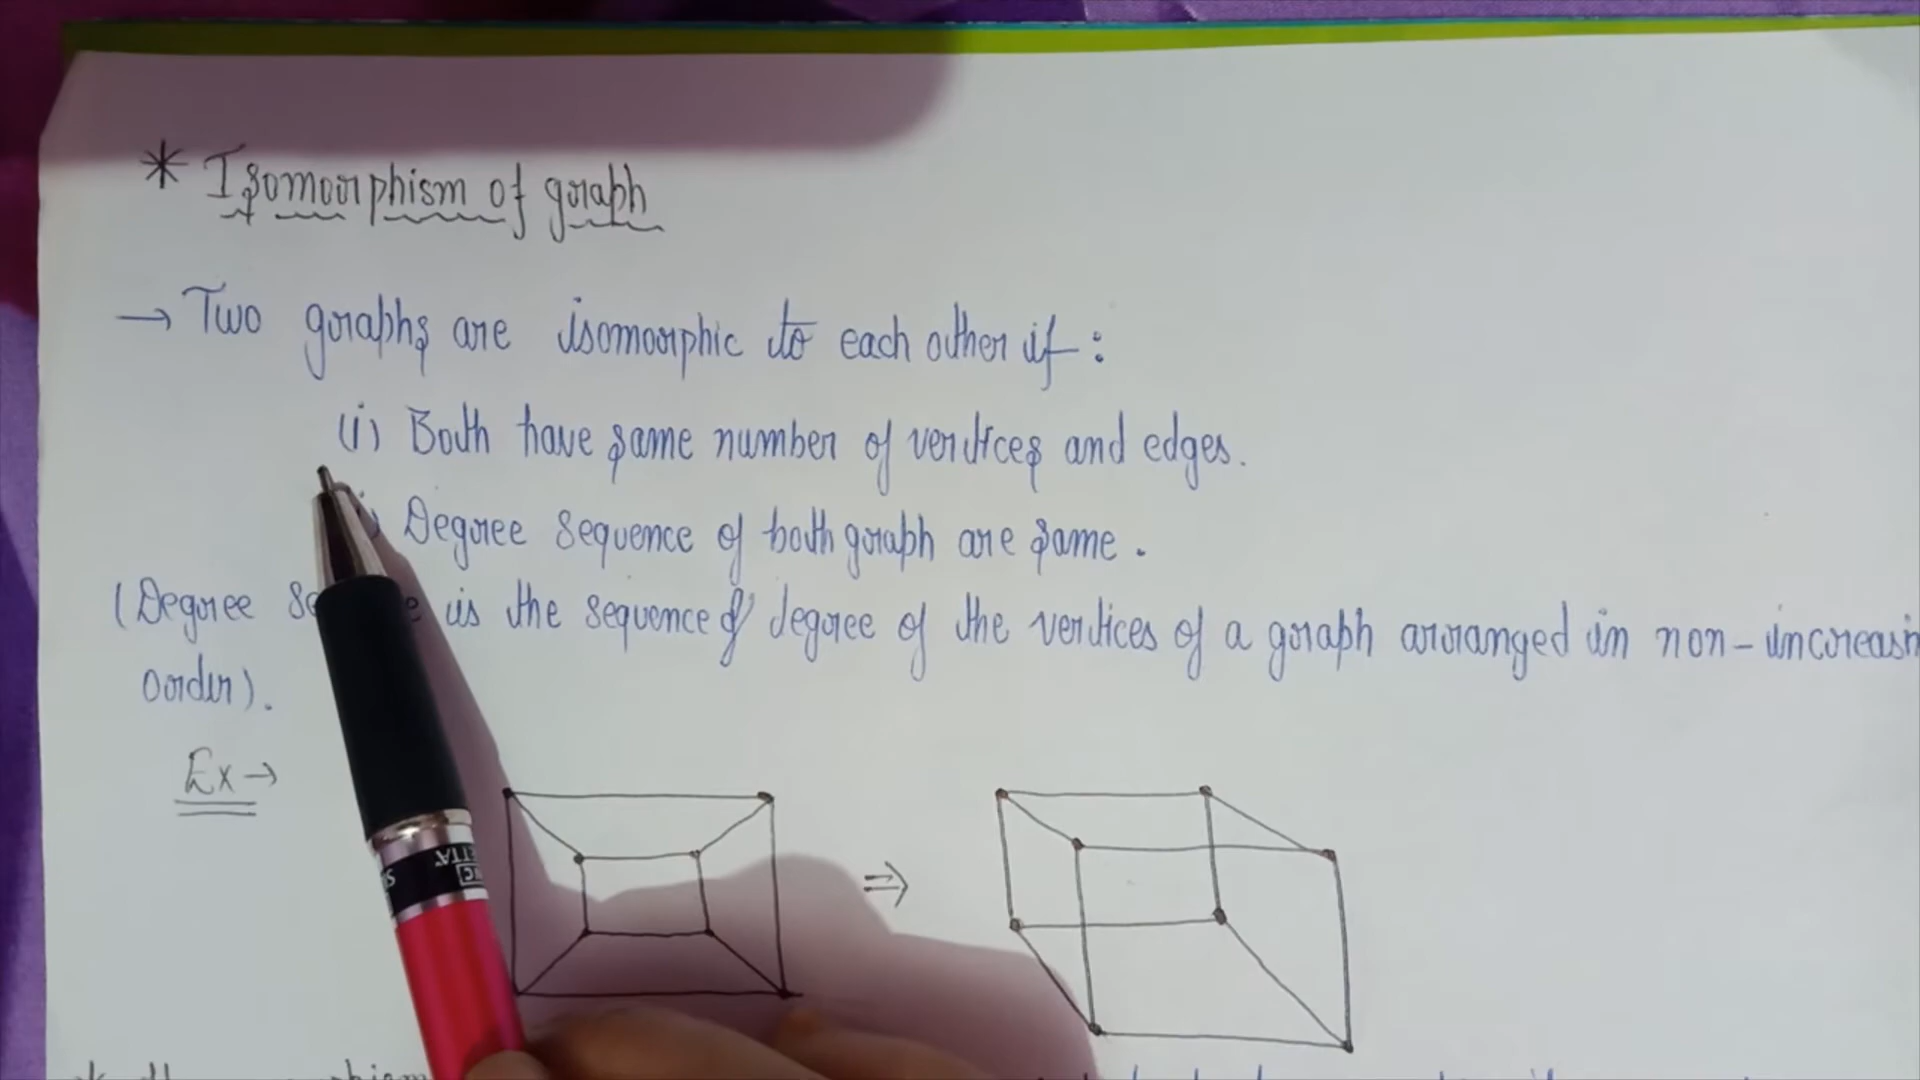 * Isomorphism of graph
→ Two graphs are isomorphic to each other if :
(i) Both have same number of vertices and edges.
) Degree Sequence of both graph are same .
(Degree Se e is the sequence of degree of the vertices of a graph arranged in non-increasin
order).
Ex →
⇒